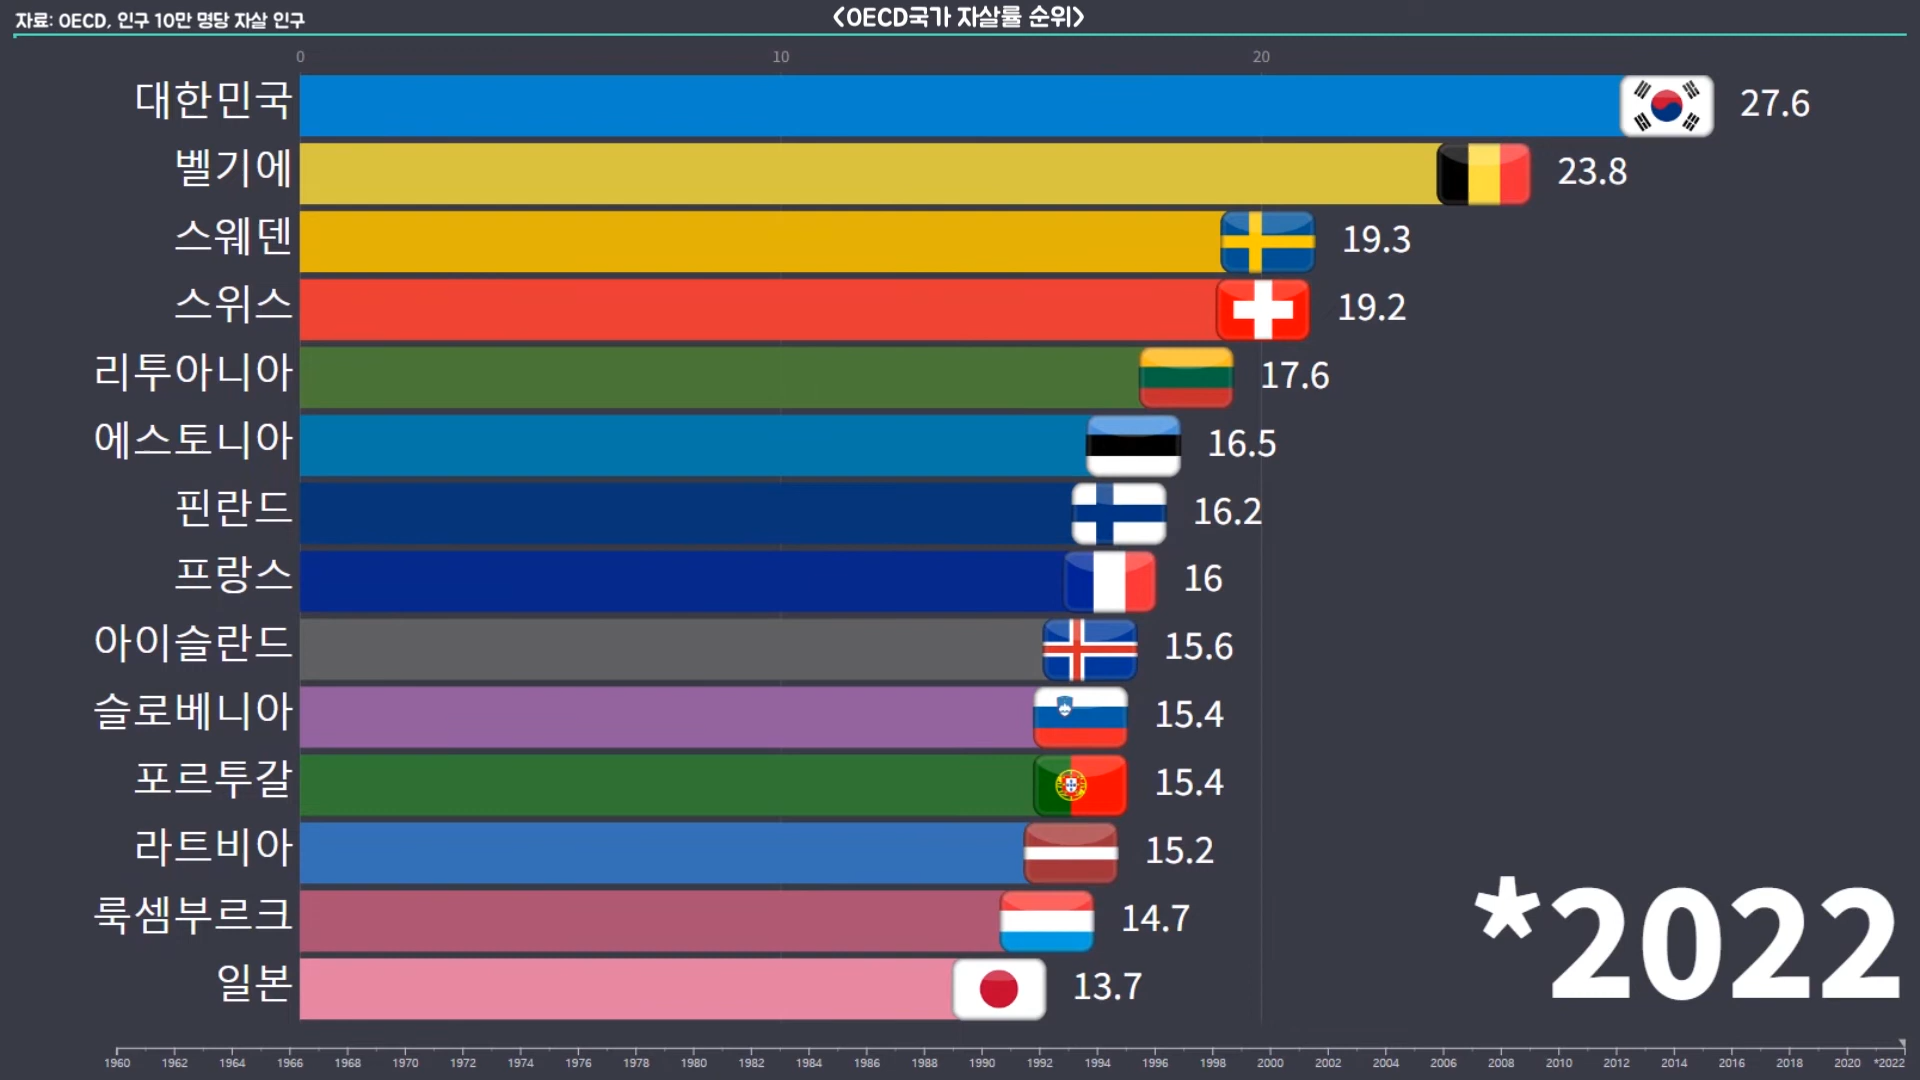 자료: OECD, 인구 10만 명당 자살 인구
<OECD국가 자살률 순위>
0 10 20
대한민국 27.6
벨기에 23.8
스웨덴 19.3
스위스 19.2
리투아니아 17.6
에스토니아 16.5
핀란드 16.2
프랑스 16
아이슬란드 15.6
슬로베니아 15.4
포르투갈 15.4
라트비아 15.2
룩셈부르크 14.7
일본 13.7
*2022
1960 1962 1964 1966 1968 1970 1972 1974 1976 1978 1980 1982 1984 1986 1988 1990 1992 1994 1996 1998 2000 2002 2004 2006 2008 2010 2012 2014 2016 2018 2020 *2022